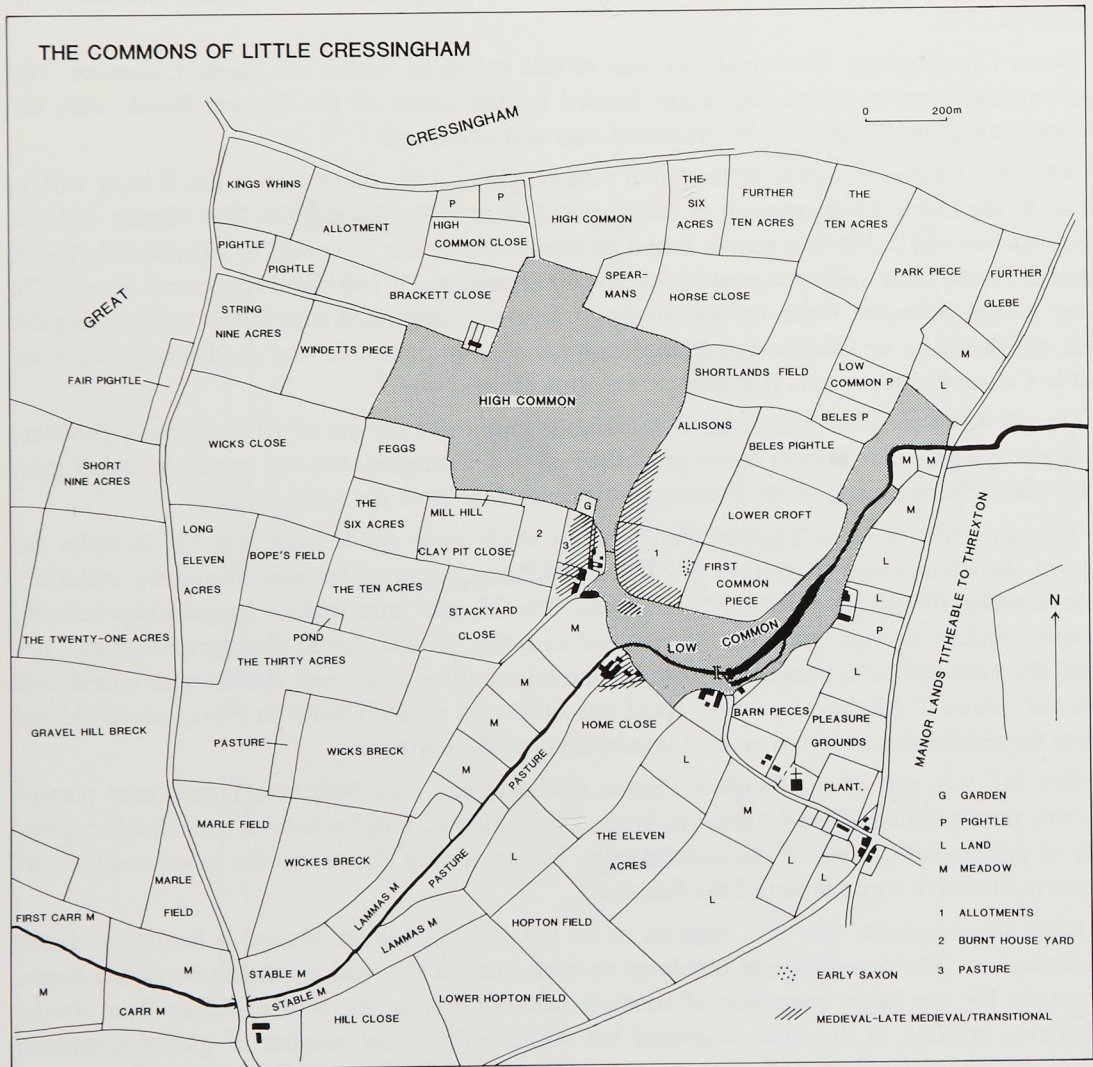 THE COMMONS OF LITTLE CRESSINGHAM
0 200m
GREAT
CRESSINGHAM
KINGS WHINS
ALLOTMENT
P
P
HIGH
COMMON CLOSE
HIGH COMMON
THE
SIX
ACRES
FURTHER
TEN ACRES
THE
TEN ACRES
PIGHTLE
PIGHTLE
BRACKETT CLOSE
SPEAR-
MANS
HORSE CLOSE
PARK PIECE
FURTHER
GLEBE
STRING
NINE ACRES
WINDETTS PIECE
M
L
FAIR PIGHTLE
HIGH COMMON
SHORTLANDS FIELD
LOW
COMMON P
BELES P
ALLISONS
BELES PIGHTLE
WICKS CLOSE
FEGGS
SHORT
NINE ACRES
M
M
M
THE
SIX ACRES
MILL HILL
G
LOWER CROFT
LONG
ELEVEN
ACRES
BOPE'S FIELD
CLAY PIT CLOSE
2
3
1
FIRST
COMMON
PIECE
L
THE TEN ACRES
L
MANOR LANDS TITHEABLE TO THREXTON
N
STACKYARD
CLOSE
M
LOW COMMON
P
THE TWENTY-ONE ACRES
POND
THE THIRTY ACRES
L
M
HOME CLOSE
BARN PIECES
PLEASURE
GROUNDS
GRAVEL HILL BRECK
PASTURE
WICKS BRECK
M
M
PASTURE
L
L
PLANT.
MARLE FIELD
WICKES BRECK
M
THE ELEVEN
ACRES
L
PASTURE
L
L
MARLE
FIELD
LAMMAS M
L
FIRST CARR M
LAMMAS M
HOPTON FIELD
M
M
STABLE M
STABLE M
LOWER HOPTON FIELD
CARR M
HILL CLOSE
G GARDEN
P PIGHTLE
L LAND
M MEADOW
1 ALLOTMENTS
2 BURNT HOUSE YARD
3 PASTURE
EARLY SAXON
MEDIEVAL-LATE MEDIEVAL/TRANSITIONAL